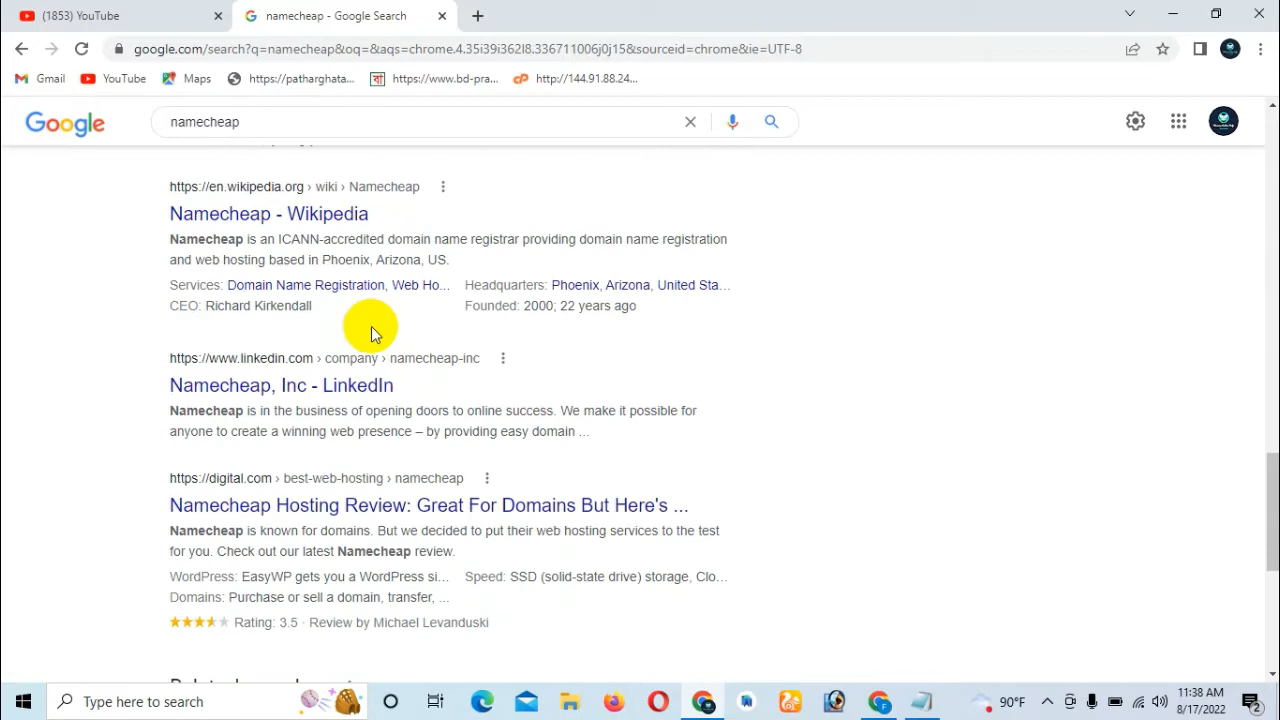 (1853) YouTube
namecheap - Google Search
google.com/search?q=namecheap&oq=&aqs=chrome.4.35i39i362l8.336711006j0j15&sourceid=chrome&ie=UTF-8
Gmail
YouTube
Maps
https://patharghata...
https://www.bd-pra...
http://144.91.88.24...
Google
namecheap
https://en.wikipedia.org › wiki › Namecheap
Namecheap - Wikipedia
Namecheap is an ICANN-accredited domain name registrar providing domain name registration
and web hosting based in Phoenix, Arizona, US.
Services: Domain Name Registration, Web Ho... Headquarters: Phoenix, Arizona, United Sta...
CEO: Richard Kirkendall Founded: 2000; 22 years ago
https://www.linkedin.com › company › namecheap-inc
Namecheap, Inc - LinkedIn
Namecheap is in the business of opening doors to online success. We make it possible for
anyone to create a winning web presence – by providing easy domain ...
https://digital.com › best-web-hosting › namecheap
Namecheap Hosting Review: Great For Domains But Here's ...
Namecheap is known for domains. But we decided to put their web hosting services to the test
for you. Check out our latest Namecheap review.
WordPress: EasyWP gets you a WordPress si... Speed: SSD (solid-state drive) storage, Clo...
Domains: Purchase or sell a domain, transfer, ...
Rating: 3.5 · Review by Michael Levanduski
Type here to search
90°F
11:38 AM
8/17/2022
2